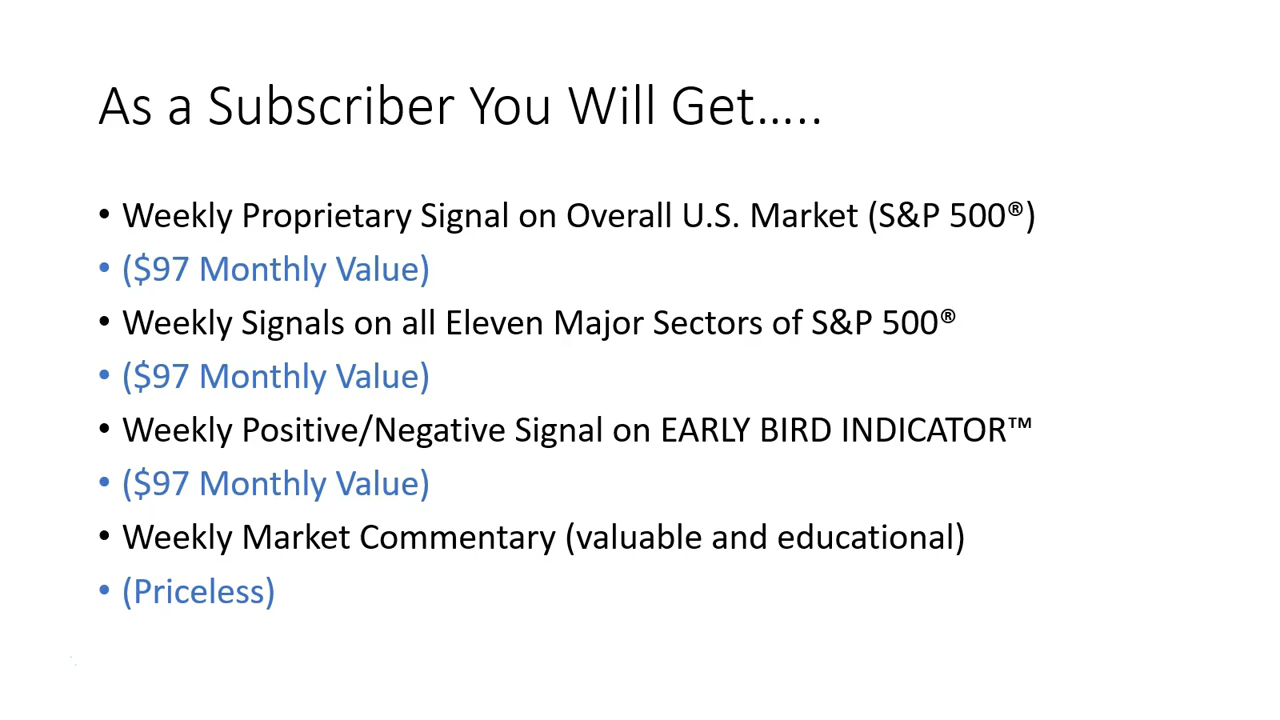 As a Subscriber You Will Get…..
• Weekly Proprietary Signal on Overall U.S. Market (S&P 500®)
• ($97 Monthly Value)
• Weekly Signals on all Eleven Major Sectors of S&P 500®
• ($97 Monthly Value)
• Weekly Positive/Negative Signal on EARLY BIRD INDICATOR™
• ($97 Monthly Value)
• Weekly Market Commentary (valuable and educational)
• (Priceless)